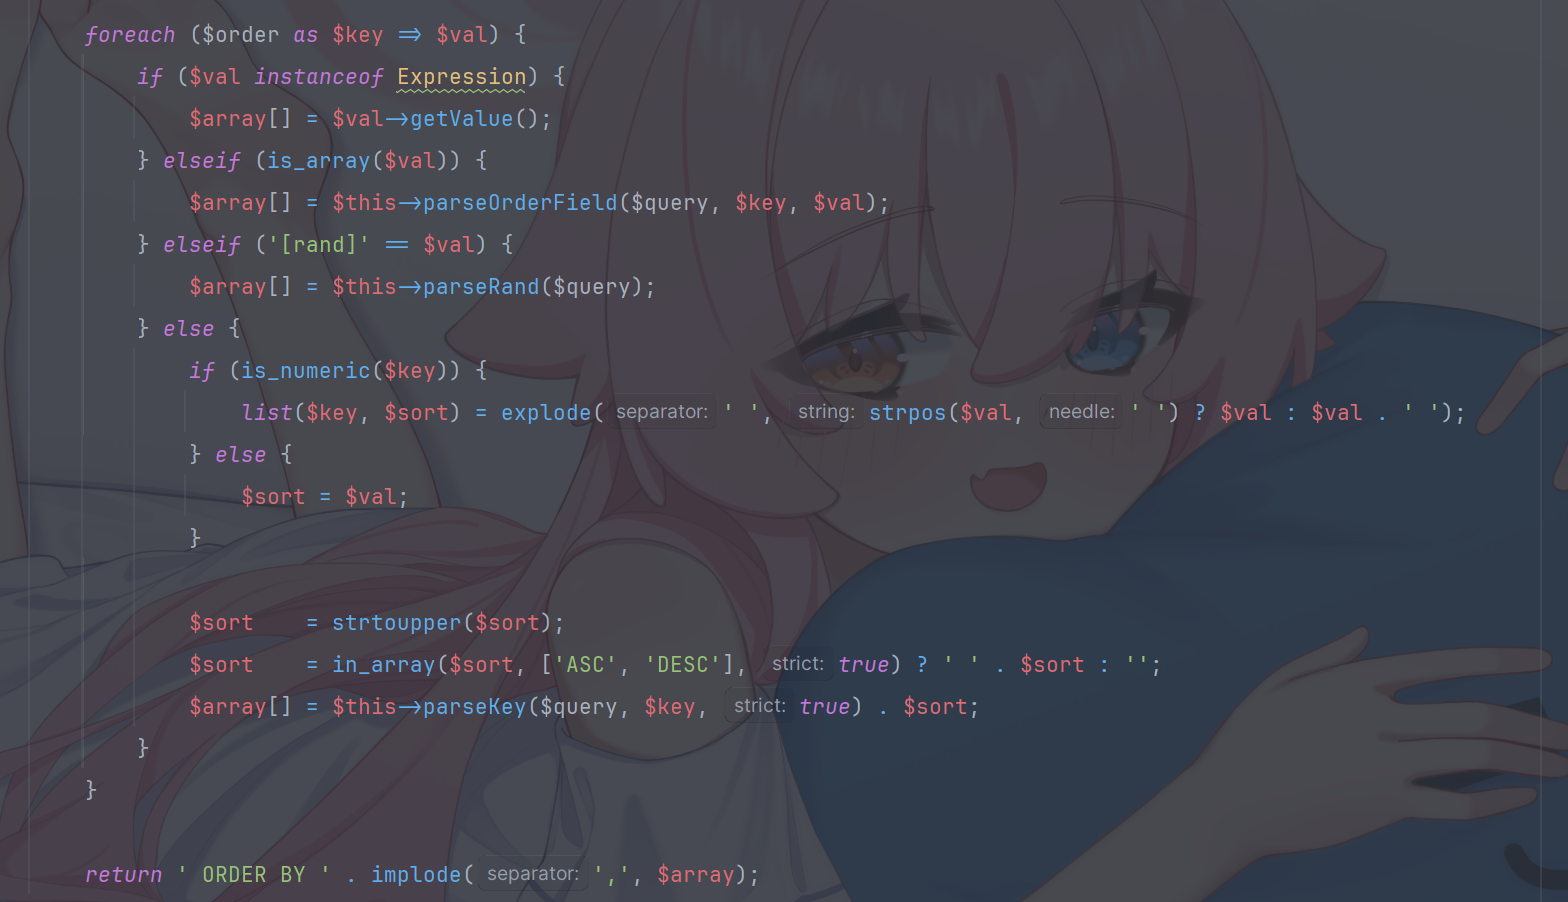 foreach ($order as $key => $val) {
    if ($val instanceof Expression) {
        $array[] = $val->getValue();
    } elseif (is_array($val)) {
        $array[] = $this->parseOrderField($query, $key, $val);
    } elseif ('[rand]' == $val) {
        $array[] = $this->parseRand($query);
    } else {
        if (is_numeric($key)) {
            list($key, $sort) = explode( separator: ' ', string: strpos($val, needle: ' ') ? $val : $val . ' ');
        } else {
            $sort = $val;
        }

        $sort    = strtoupper($sort);
        $sort    = in_array($sort, ['ASC', 'DESC'], strict: true) ? ' ' . $sort : '';
        $array[] = $this->parseKey($query, $key, strict: true) . $sort;
    }
}

return ' ORDER BY ' . implode( separator: ',', $array);